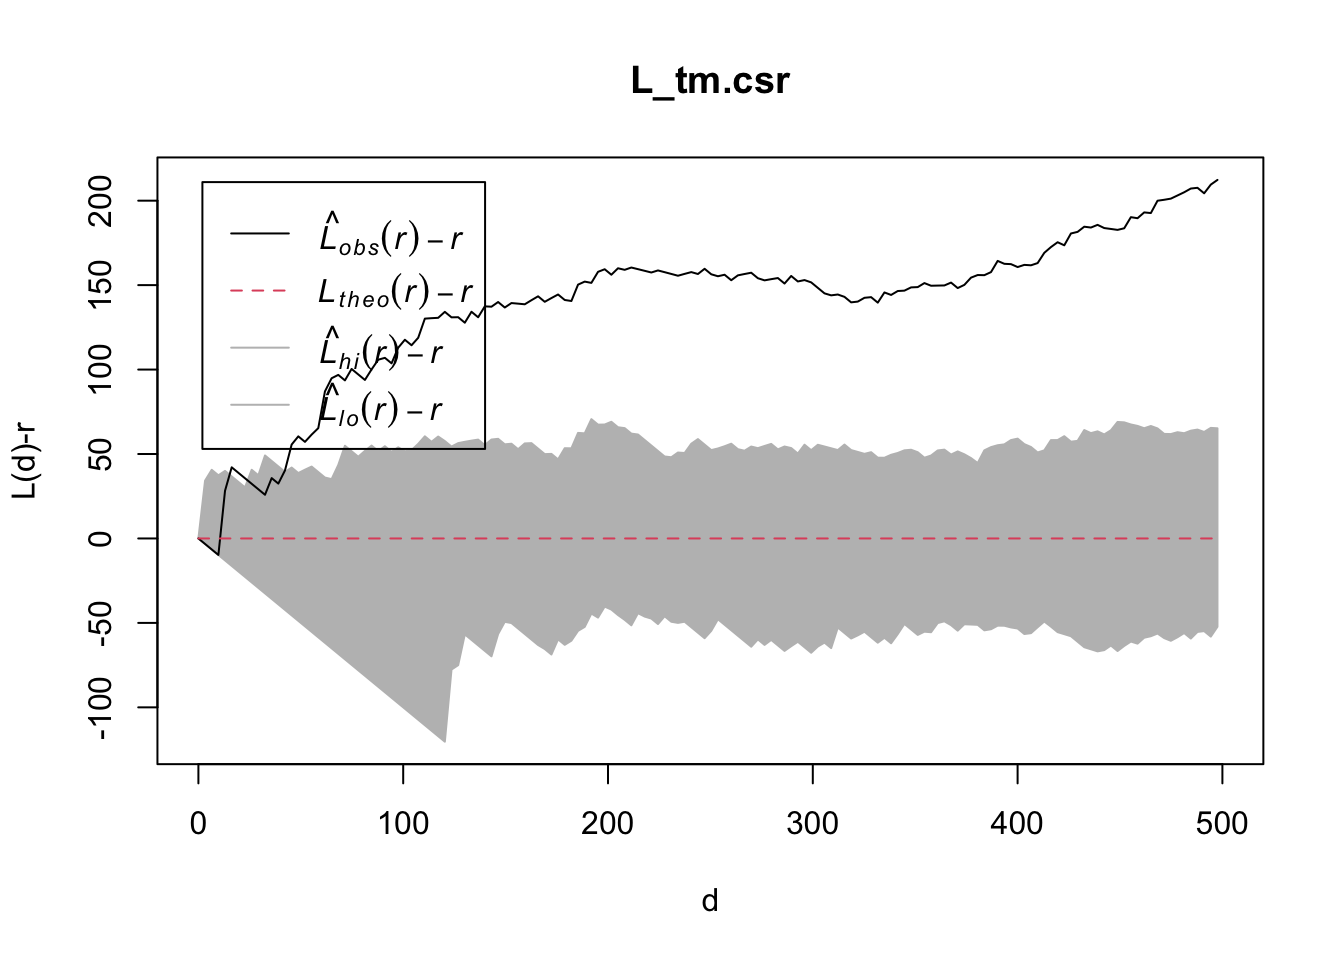 L_tm.csr
L(d)-r
200
150
100
50
0
-50
-100
L̂obs(r) − r
Ltheo(r) − r
L̂hi(r) − r
L̂lo(r) − r
0 100 200 300 400 500
d